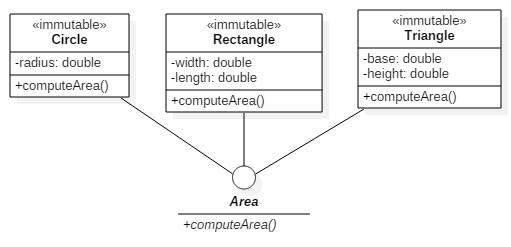 «immutable»
Circle
-radius: double
+computeArea()
«immutable»
Rectangle
-width: double
-length: double
+computeArea()
«immutable»
Triangle
-base: double
-height: double
+computeArea()
Area
+computeArea()